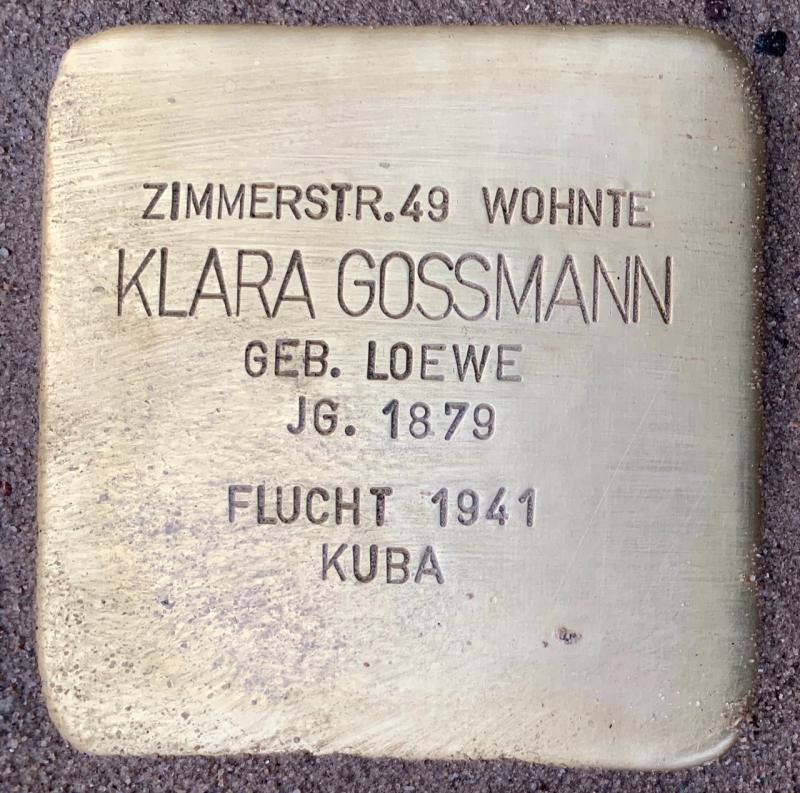 ZIMMERSTR.49 WOHNTE
KLARA GOSSMANN
GEB. LOEWE
JG. 1879
FLUCHT 1941
KUBA